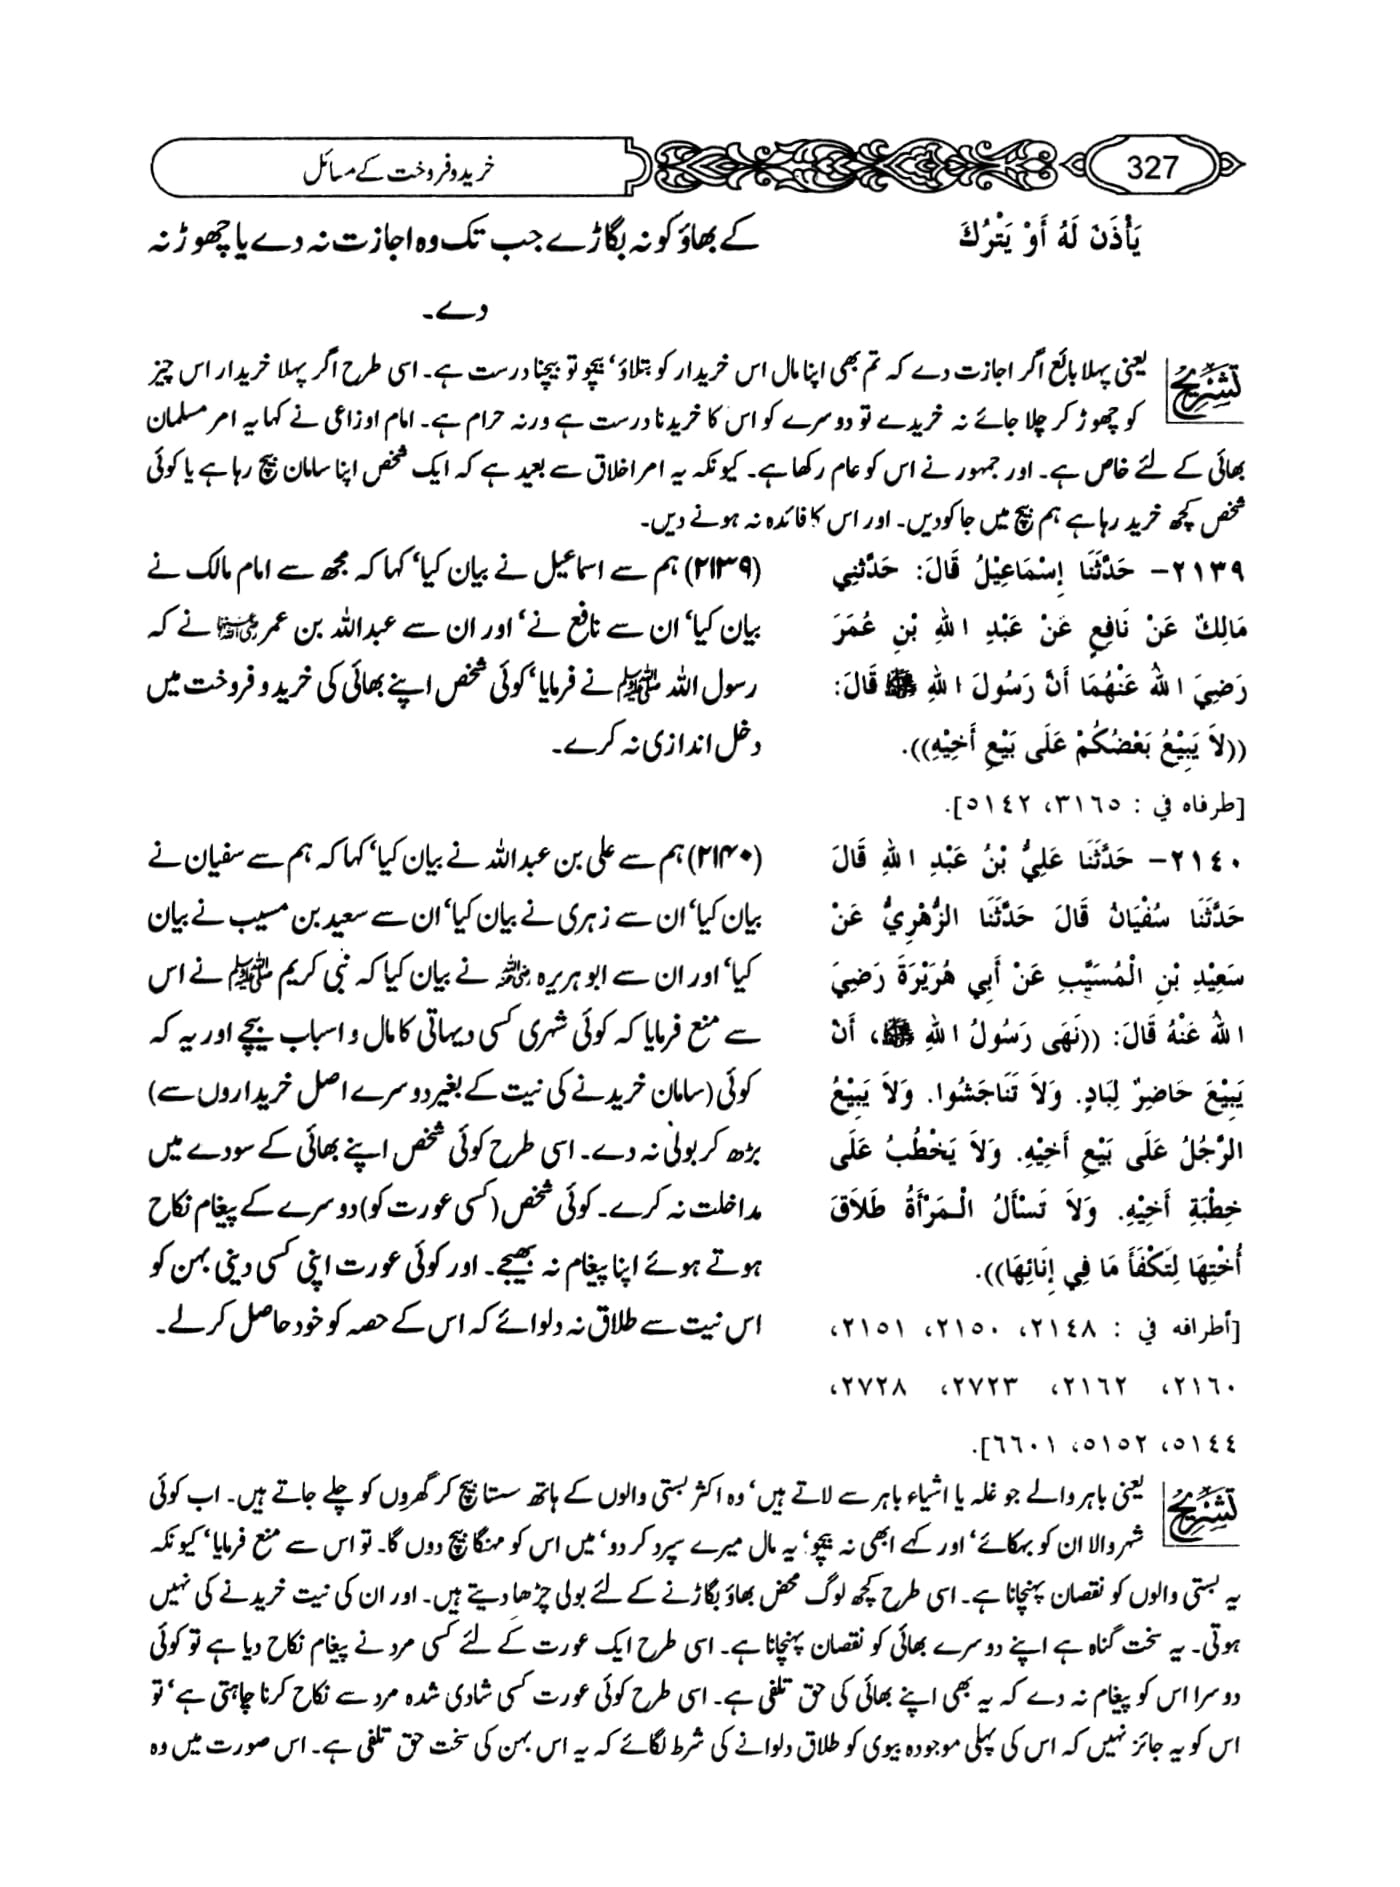 خرید و فروخت کے مسائل
327
يَأْذَنَ لَهُ أَوْ يَتْرُكَ
کے بھاؤ کو نہ بگاڑے جب تک وہ اجازت نہ دے یا چھوڑ نہ
دے۔
تشریح
یعنی پہلا بائع اگر اجازت دے کہ تم بھی اپنا مال اس خریدار کو بتلاؤ‘ بیچو تو بیچنا درست ہے۔ اسی طرح اگر پہلا خریدار اس چیز
کو چھوڑ کر چلا جائے نہ خریدے تو دوسرے کو اس کا خریدنا درست ہے ورنہ حرام ہے۔ امام اوزاعی نے کہا یہ امر مسلمان
بھائی کے لئے خاص ہے۔ اور جمہور نے اس کو عام رکھا ہے۔ کیونکہ یہ امر اخلاق سے بعید ہے کہ ایک شخص اپنا سامان بیچ رہا ہے یا کوئی
شخص کچھ خرید رہا ہے ہم بیچ میں جا کودیں۔ اور اس کا فائدہ نہ ہونے دیں۔
٢١٣٩- حَدَّثَنَا إِسْمَاعِيْلُ قَالَ: حَدَّثَنِي
مَالِكٌ عَنْ نَافِعٍ عَنْ عَبْدِ اللهِ بْنِ عُمَرَ
رَضِيَ اللهُ عَنْهُمَا أَنَّ رَسُولَ اللهِ ﷺ قَالَ:
((لاَ يَبِيْعُ بَعْضُكُمْ عَلَى بَيْعِ أَخِيْهِ)).
[طرفاه في : ٣١٦٥، ٥١٤٢].
(۲۱۳۹) ہم سے اسماعیل نے بیان کیا‘ کہا کہ مجھ سے امام مالک نے
بیان کیا‘ ان سے نافع نے‘ اور ان سے عبداللہ بن عمر رضی اللہ عنہما نے کہ
رسول اللہ ﷺ نے فرمایا‘ کوئی شخص اپنے بھائی کی خرید و فروخت میں
دخل اندازی نہ کرے۔
٢١٤٠- حَدَّثَنَا عَلِيُّ بْنُ عَبْدِ اللهِ قَالَ
حَدَّثَنَا سُفْيَانُ قَالَ حَدَّثَنَا الزُّهْرِيُّ عَنْ
سَعِيْدِ بْنِ الْمُسَيَّبِ عَنْ أَبِي هُرَيْرَةَ رَضِيَ
اللهُ عَنْهُ قَالَ: ((نَهَى رَسُولُ اللهِ ﷺ، أَنْ
يَبِيْعَ حَاضِرٌ لِبَادٍ. وَلاَ تَنَاجَشُوا. وَلاَ يَبِيْعُ
الرَّجُلُ عَلَى بَيْعِ أَخِيْهِ. وَلاَ يَخْطُبُ عَلَى
خِطْبَةِ أَخِيْهِ. وَلاَ تَسْأَلُ الْمَرْأَةُ طَلاَقَ
أُخْتِهَا لِتَكْفَأَ مَا فِي إِنَائِهَا)).
[أطرافه في : ٢١٤٨، ٢١٥٠، ٢١٥١،
٢١٦٠، ٢١٦٢، ٢٧٢٣، ٢٧٢٨،
٥١٤٤، ٥١٥٢، ٦٦٠١].
(۲۱۴۰) ہم سے علی بن عبداللہ نے بیان کیا‘ کہا کہ ہم سے سفیان نے
بیان کیا‘ ان سے زہری نے بیان کیا‘ ان سے سعید بن مسیب نے بیان
کیا‘ اور ان سے ابو ہریرہ رضی اللہ عنہ نے بیان کیا کہ نبی کریم ﷺ نے اس
سے منع فرمایا کہ کوئی شہری کسی دیہاتی کا مال و اسباب بیچے اور یہ کہ
کوئی (سامان خریدنے کی نیت کے بغیر دوسرے اصل خریداروں سے)
بڑھ کر بولی نہ دے۔ اسی طرح کوئی شخص اپنے بھائی کے سودے میں
مداخلت نہ کرے۔ کوئی شخص (کسی عورت کو) دوسرے کے پیغام نکاح
ہوتے ہوئے اپنا پیغام نہ بھیجے۔ اور کوئی عورت اپنی کسی دینی بہن کو
اس نیت سے طلاق نہ دلوائے کہ اس کے حصہ کو خود حاصل کر لے۔
تشریح
یعنی باہر والے جو غلہ یا اشیاء باہر سے لاتے ہیں‘ وہ اکثر بستی والوں کے ہاتھ سستا بیچ کر گھروں کو چلے جاتے ہیں۔ اب کوئی
شہر والا ان کو بہکائے‘ اور کہے ابھی نہ بیچو‘ یہ مال میرے سپرد کر دو‘ میں اس کو مہنگا بیچ دوں گا۔ تو اس سے منع فرمایا‘ کیونکہ
یہ بستی والوں کو نقصان پہنچانا ہے۔ اسی طرح کچھ لوگ محض بھاؤ بگاڑنے کے لئے بولی چڑھا دیتے ہیں۔ اور ان کی نیت خریدنے کی نہیں
ہوتی۔ یہ سخت گناہ ہے اپنے دوسرے بھائی کو نقصان پہنچانا ہے۔ اسی طرح ایک عورت کے لئے کسی مرد نے پیغام نکاح دیا ہے تو کوئی
دوسرا اس کو پیغام نہ دے کہ یہ بھی اپنے بھائی کی حق تلفی ہے۔ اسی طرح کوئی عورت کسی شادی شدہ مرد سے نکاح کرنا چاہتی ہے‘ تو
اس کو یہ جائز نہیں کہ اس کی پہلی موجودہ بیوی کو طلاق دلوانے کی شرط لگائے کہ یہ اس بہن کی سخت حق تلفی ہے۔ اس صورت میں وہ